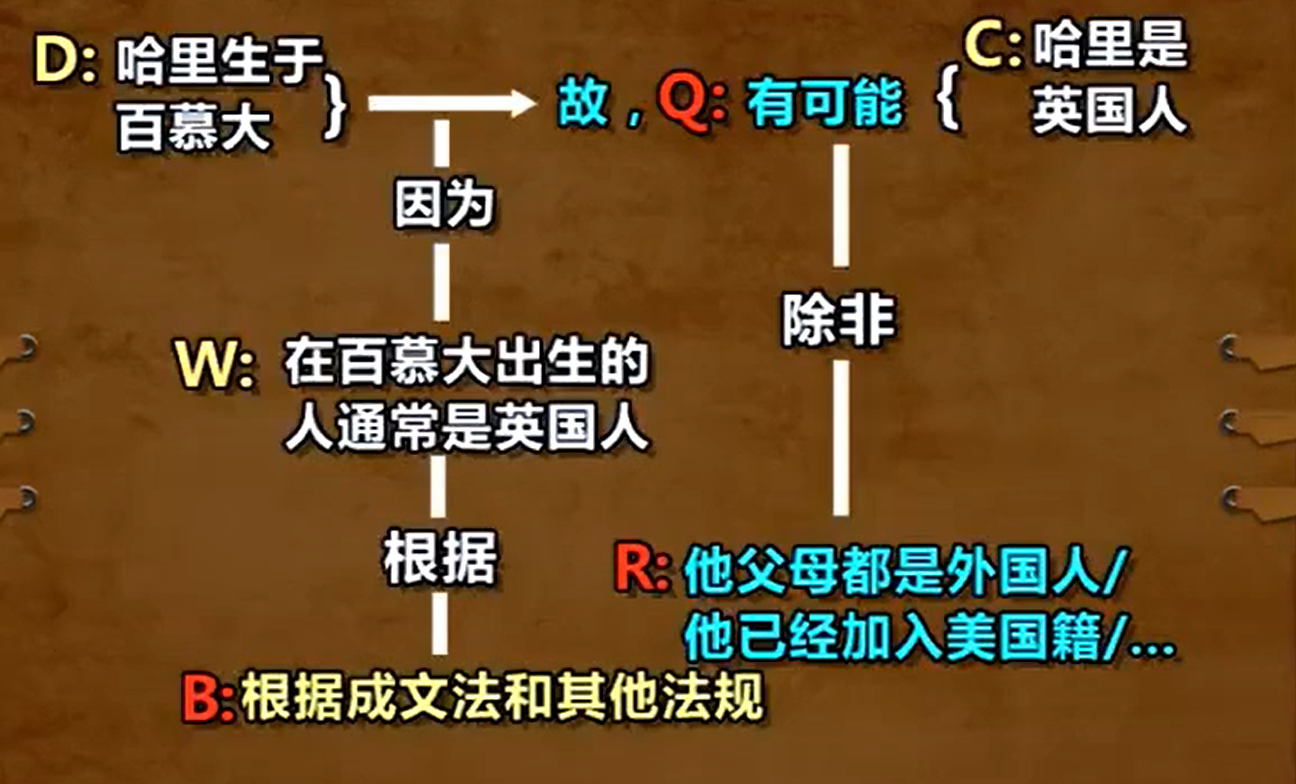 D: 哈里生于
百慕大
故，Q: 有可能
C: 哈里是
英国人
因为
除非
W: 在百慕大出生的
人通常是英国人
根据
R: 他父母都是外国人/
他已经加入美国籍/...
B:根据成文法和其他法规